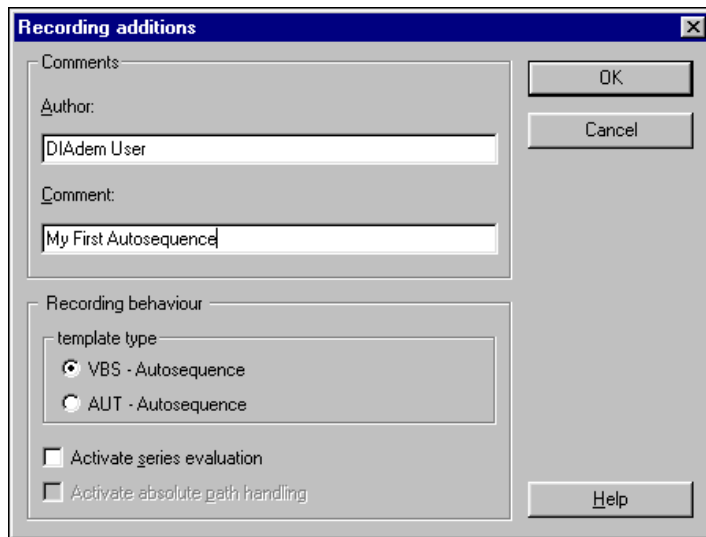 Recording additions
Comments
OK
Author:
Cancel
DIAdem User
Comment:
My First Autosequence
Recording behaviour
template type
VBS - Autosequence
AUT - Autosequence
Activate series evaluation
Activate absolute path handling
Help